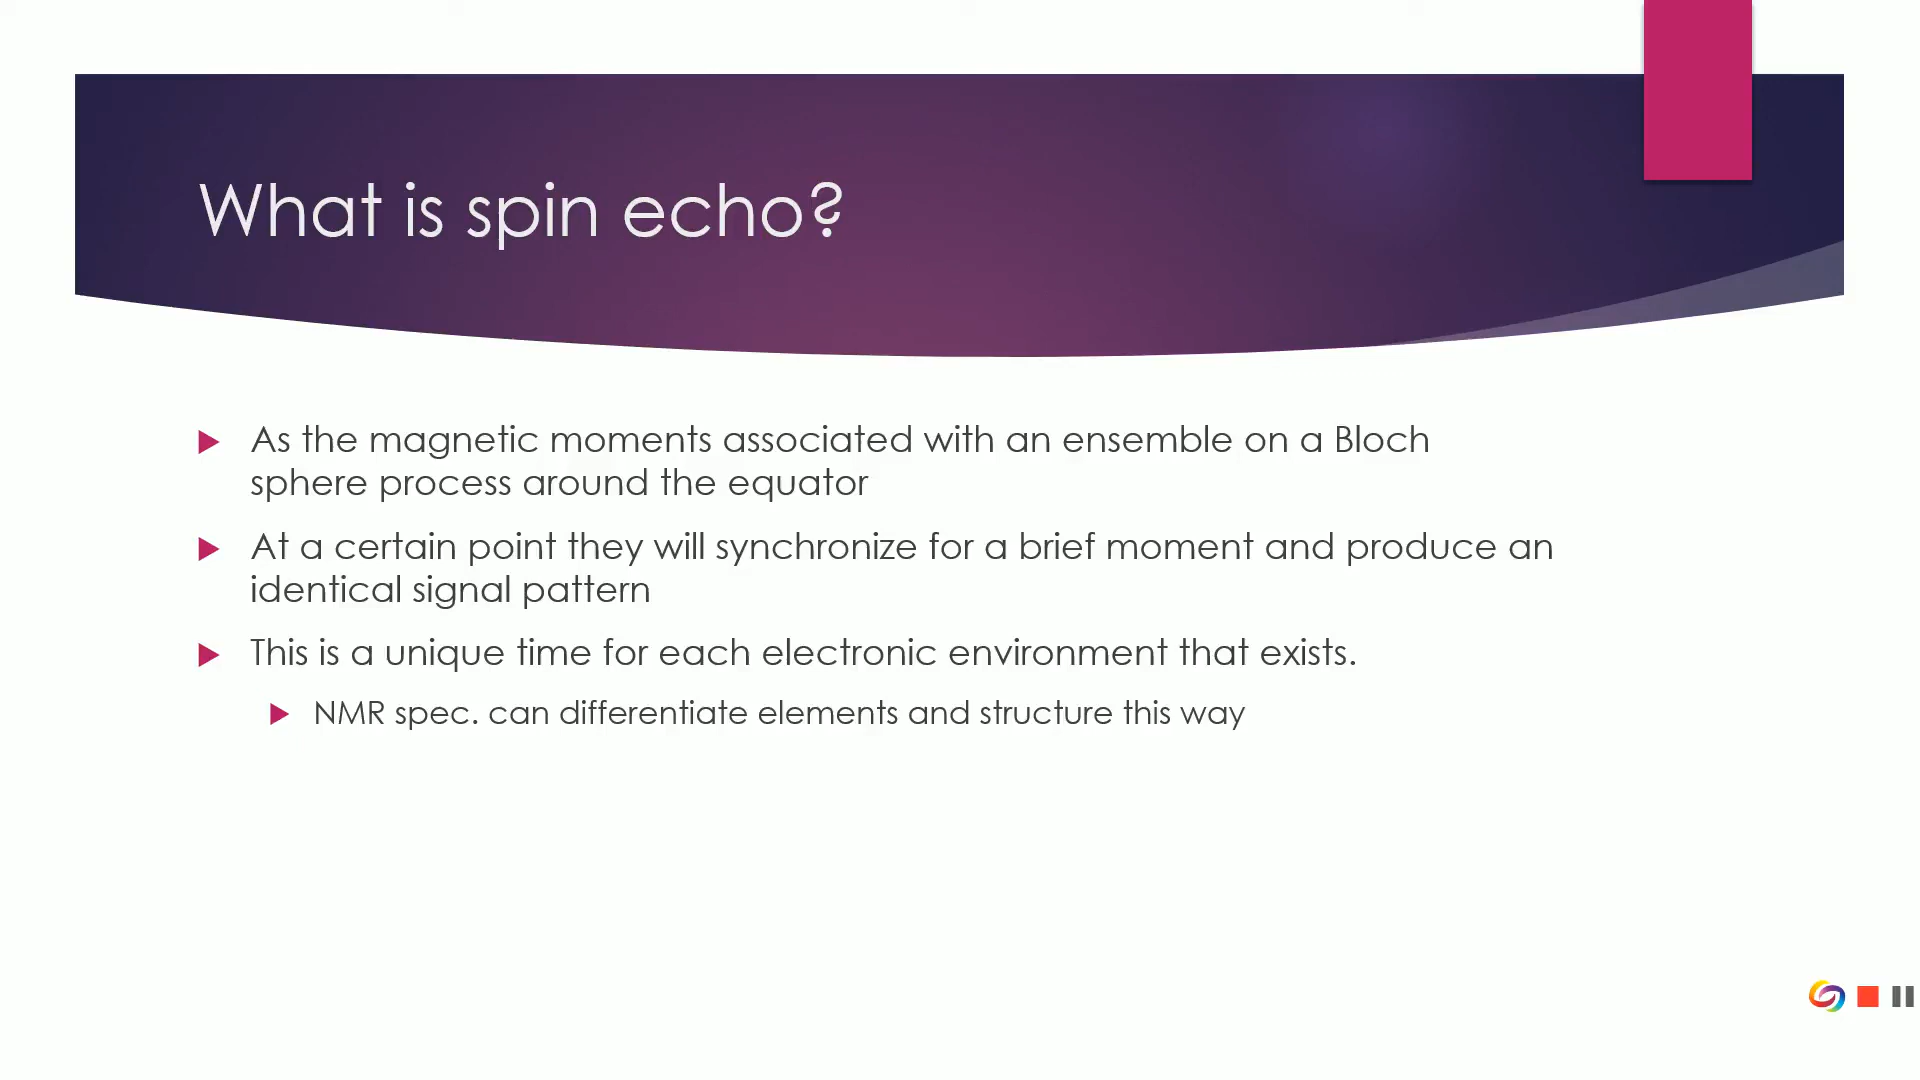 What is spin echo?
As the magnetic moments associated with an ensemble on a Bloch
sphere process around the equator
At a certain point they will synchronize for a brief moment and produce an
identical signal pattern
This is a unique time for each electronic environment that exists.
NMR spec. can differentiate elements and structure this way